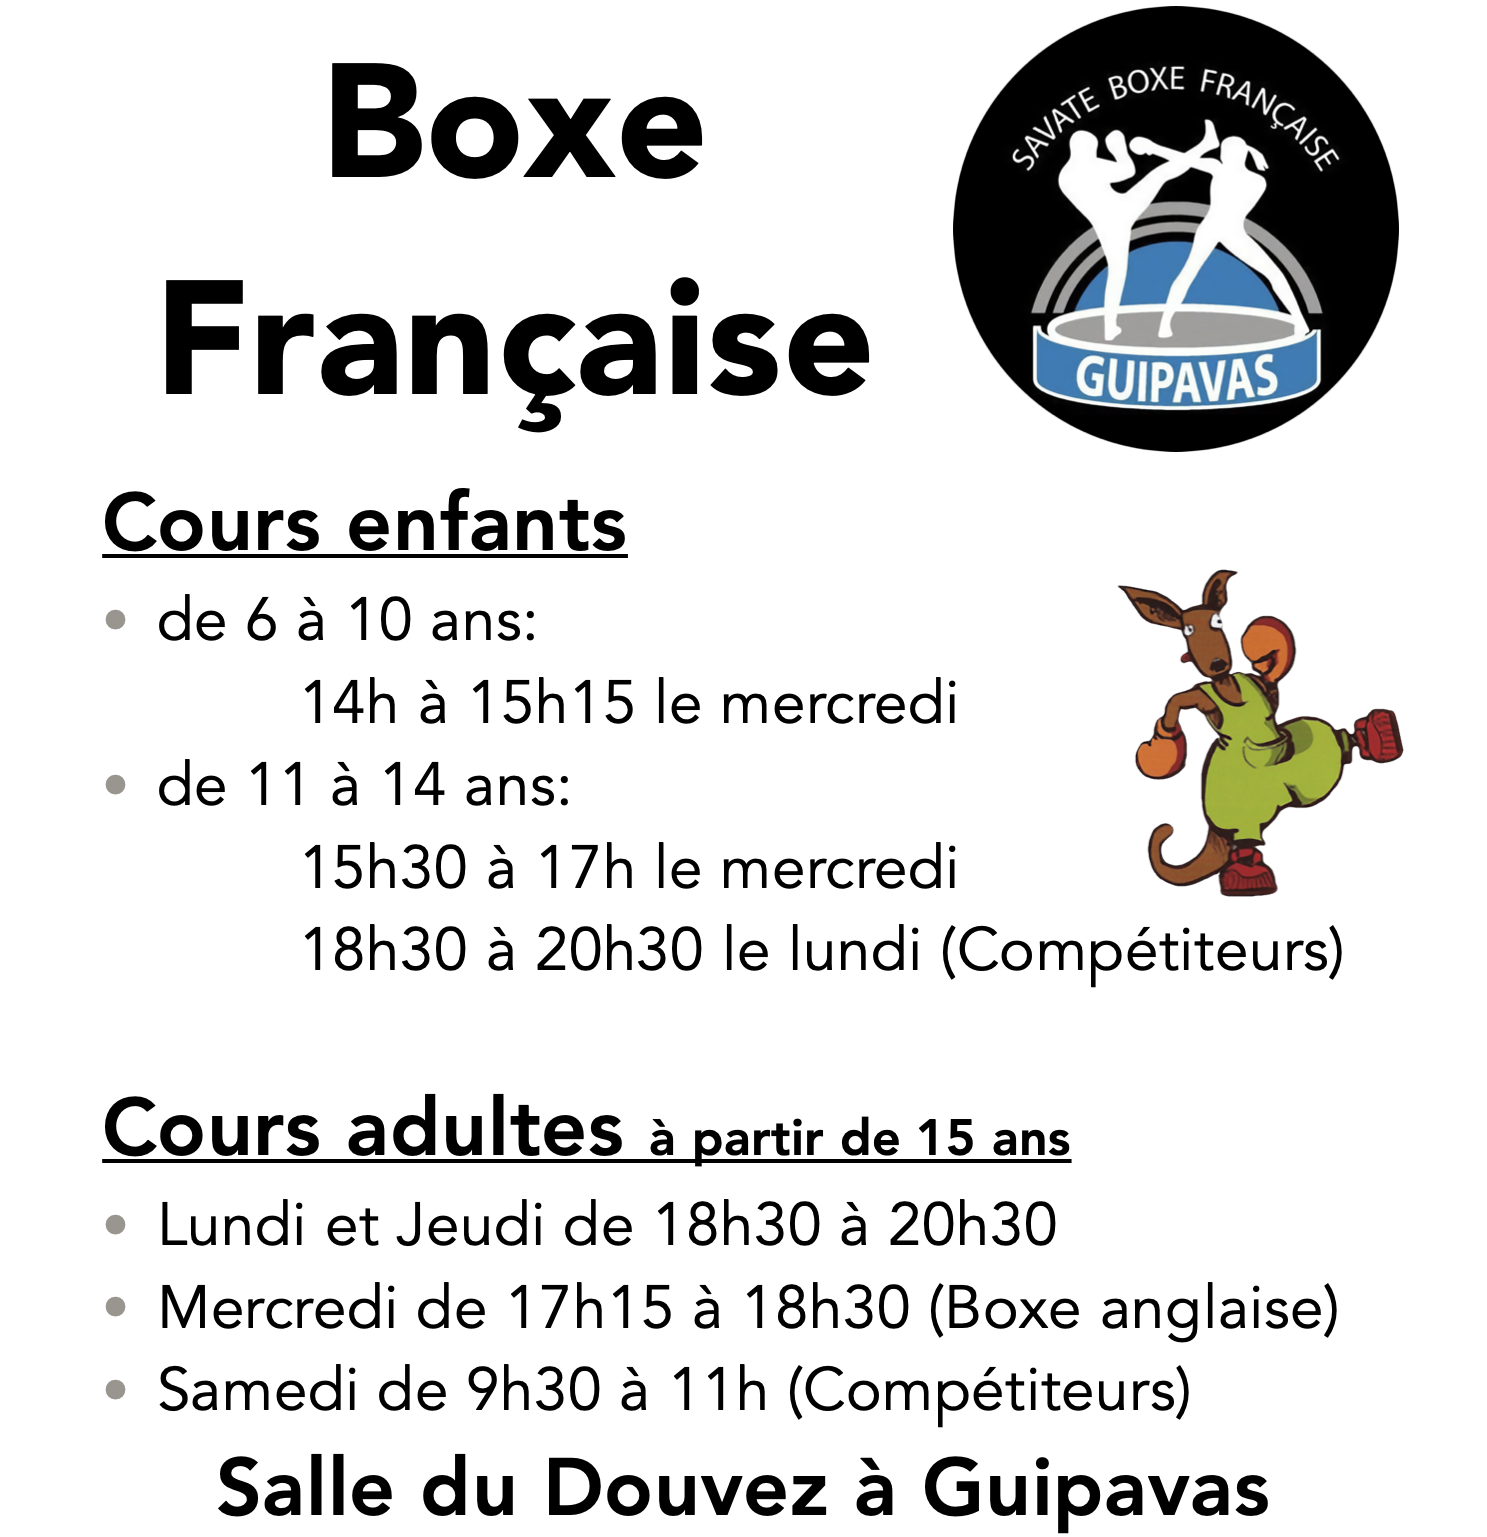 Boxe
Française
SAVATE BOXE FRANÇAISE
GUIPAVAS
Cours enfants
• de 6 à 10 ans:
14h à 15h15 le mercredi
• de 11 à 14 ans:
15h30 à 17h le mercredi
18h30 à 20h30 le lundi (Compétiteurs)
Cours adultes à partir de 15 ans
• Lundi et Jeudi de 18h30 à 20h30
• Mercredi de 17h15 à 18h30 (Boxe anglaise)
• Samedi de 9h30 à 11h (Compétiteurs)
Salle du Douvez à Guipavas